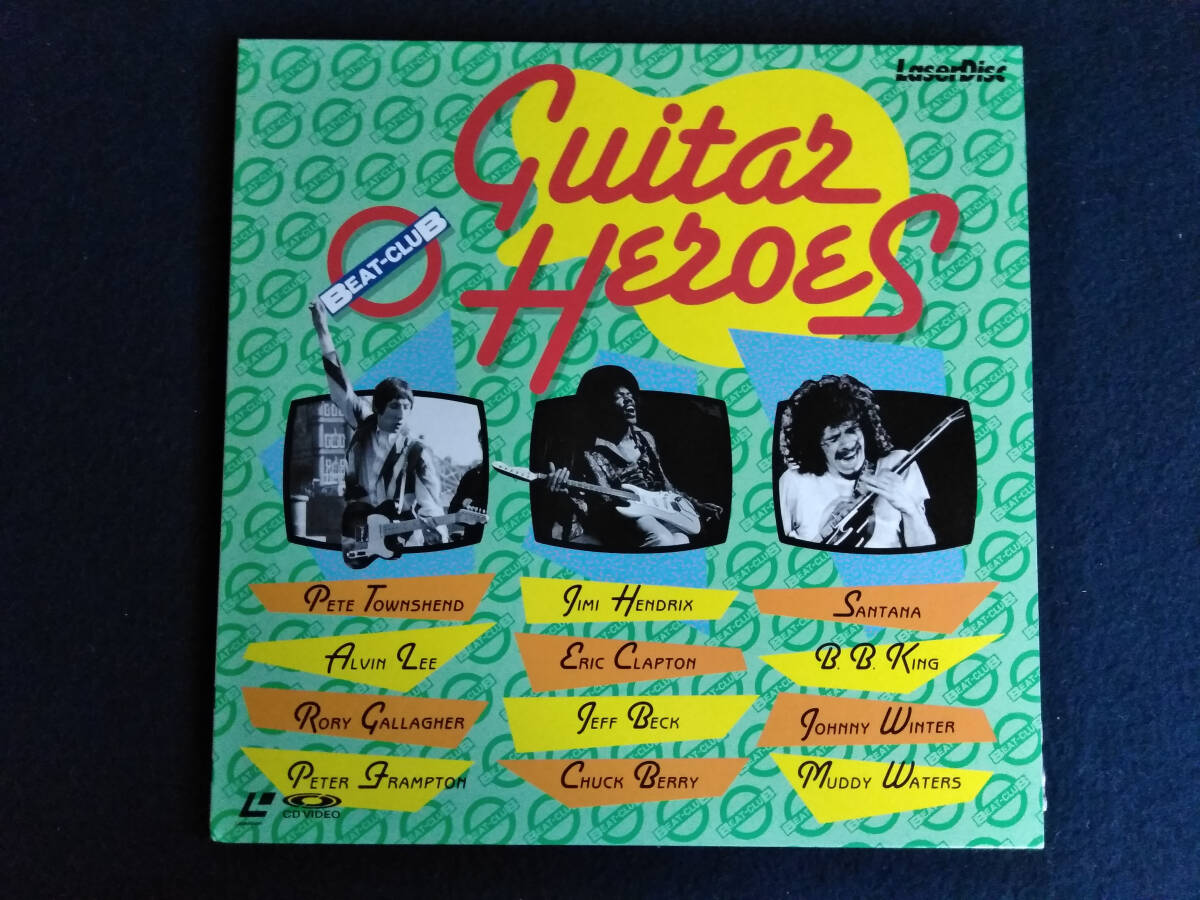 LaserDisc
Guitar
Heroes
BEAT-CLUB
Pete Townshend
Jimi Hendrix
Santana
Alvin Lee
Eric Clapton
B. B. King
Rory Gallagher
Jeff Beck
Johnny Winter
Peter Frampton
Chuck Berry
Muddy Waters
CD VIDEO